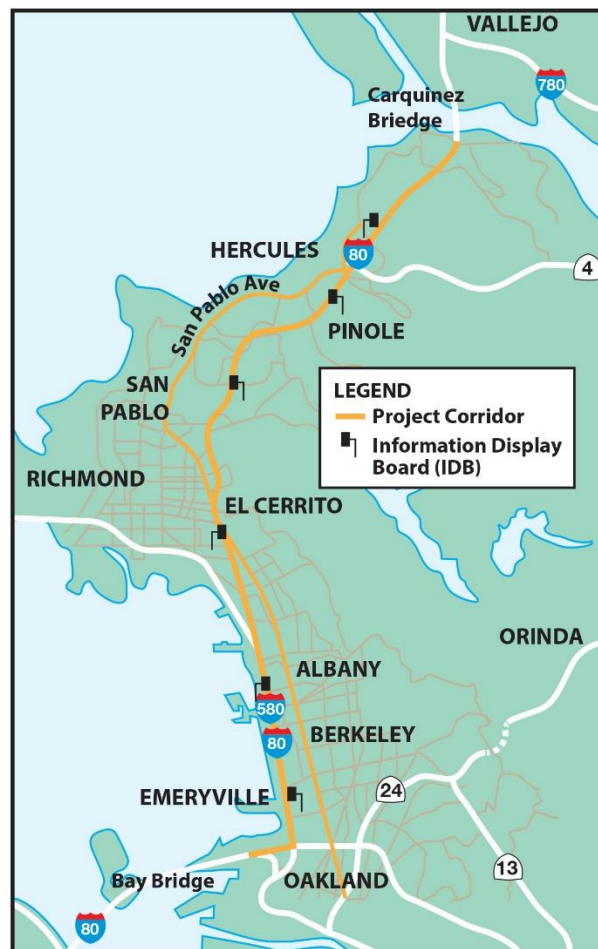 VALLEJO
780
Carquinez
Briedge
HERCULES
80
4
San Pablo Ave
PINOLE
SAN
PABLO
LEGEND
Project Corridor
Information Display
Board (IDB)
RICHMOND
EL CERRITO
ORINDA
ALBANY
580
80
BERKELEY
EMERYVILLE
24
13
Bay Bridge
OAKLAND
80